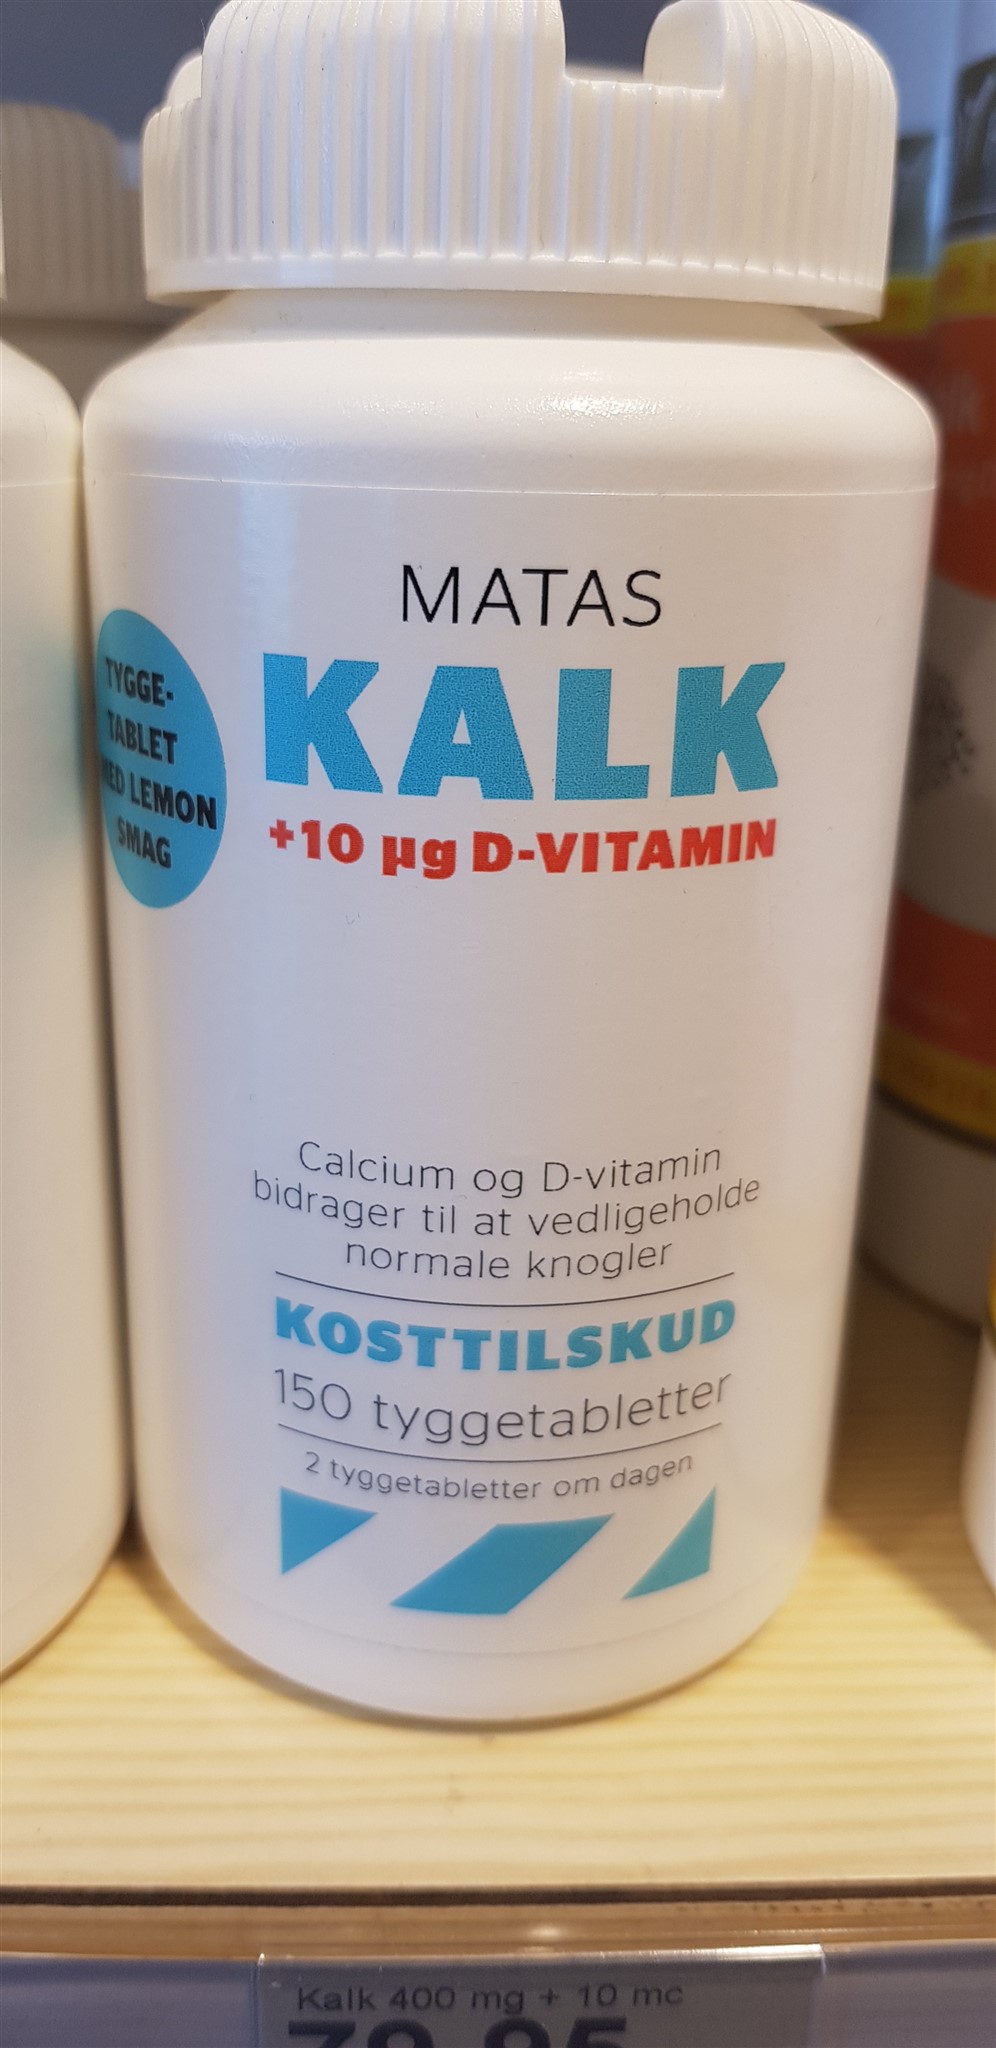 MATAS
KALK
+10 µg D-VITAMIN
TYGGE-
TABLET
MED LEMON
SMAG
Calcium og D-vitamin
bidrager til at vedligeholde
normale knogler
KOSTTILSKUD
150 tyggetabletter
2 tyggetabletter om dagen
Kalk 400 mg + 10 mc